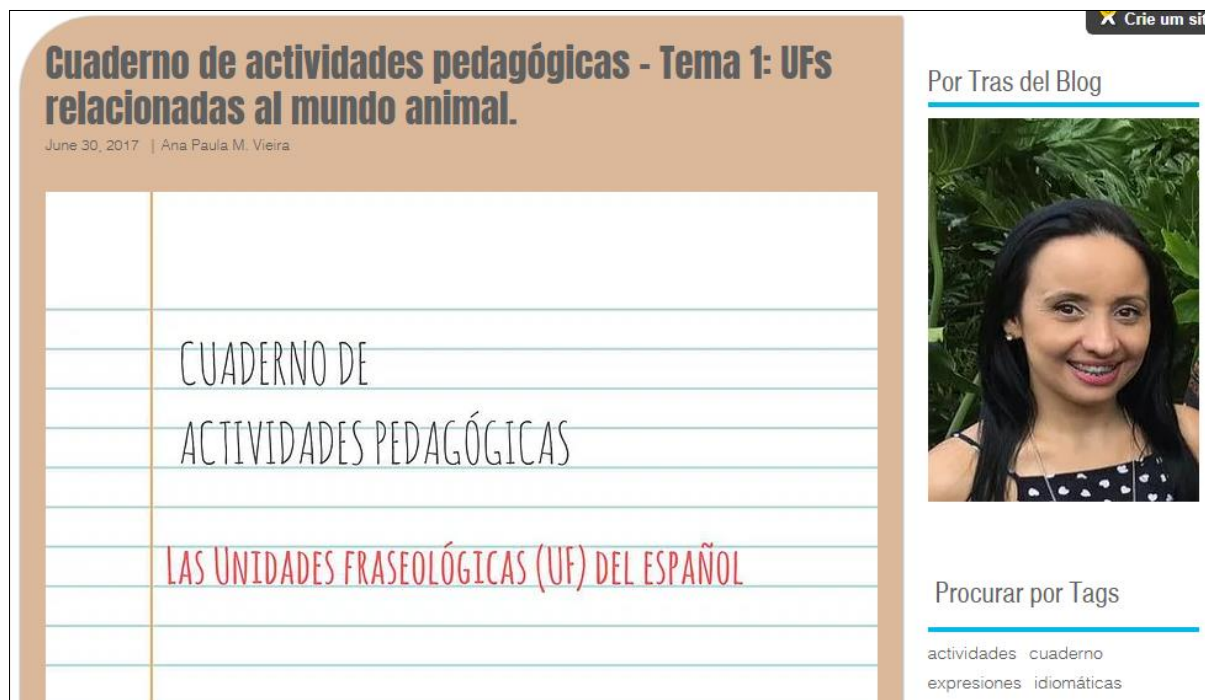 Crie um sit
Cuaderno de actividades pedagógicas - Tema 1: UFs
relacionadas al mundo animal.
June 30, 2017 | Ana Paula M. Vieira
CUADERNO DE
ACTIVIDADES PEDAGÓGICAS
LAS UNIDADES FRASEOLÓGICAS (UF) DEL ESPAÑOL
Por Tras del Blog
Procurar por Tags
actividades cuaderno
expresiones idiomáticas